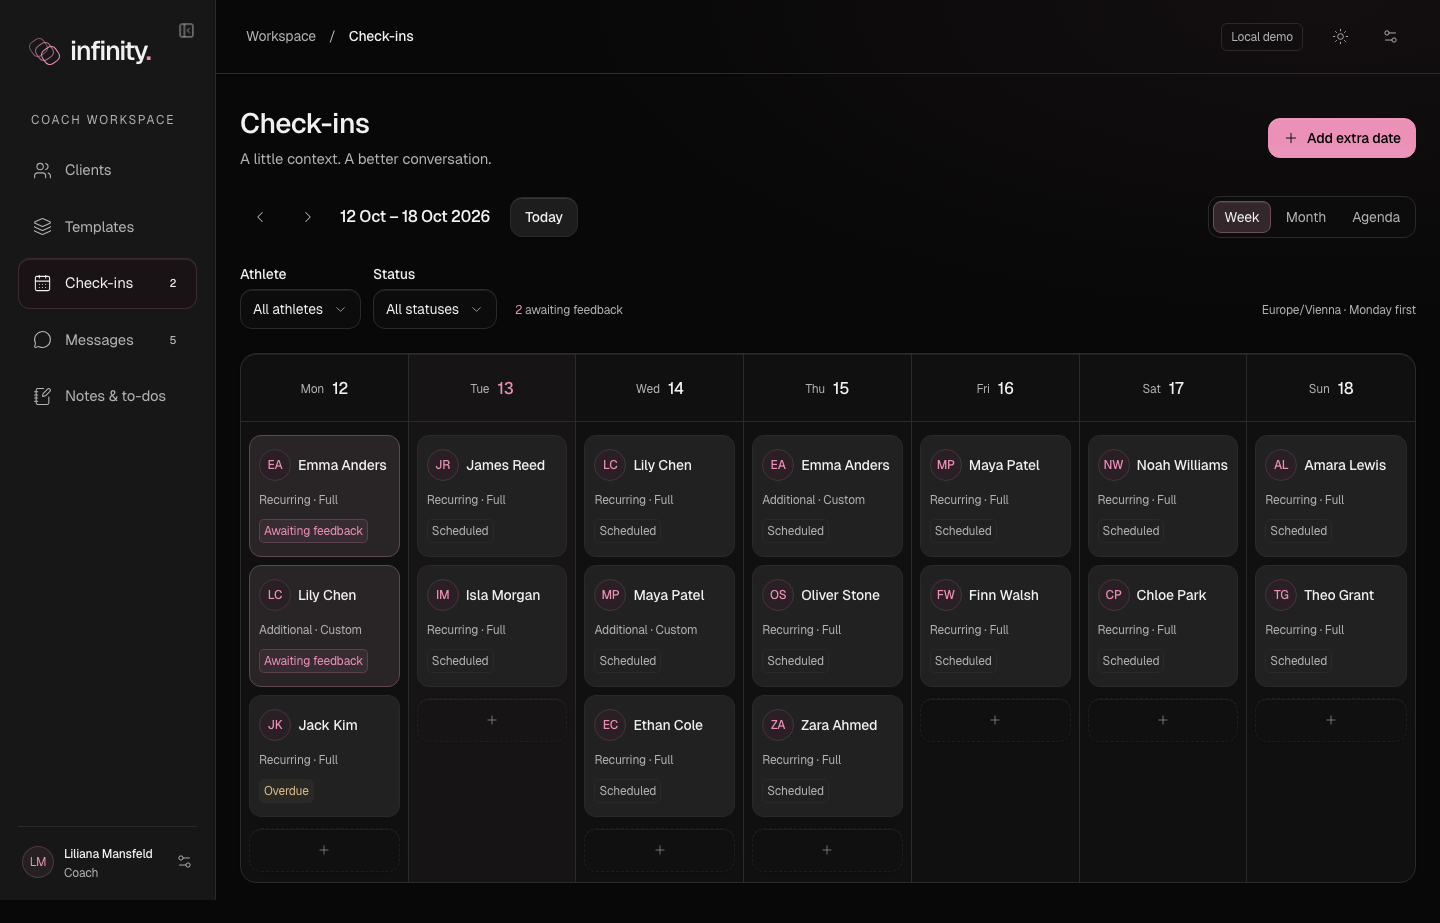 infinity.
COACH WORKSPACE
Clients
Templates
Check-ins 2
Messages 5
Notes & to-dos
LM Liliana Mansfeld
Coach
Workspace / Check-ins
Local demo
Check-ins
A little context. A better conversation.
+ Add extra date
12 Oct – 18 Oct 2026 Today
Week Month Agenda
Athlete Status
All athletes All statuses 2 awaiting feedback
Europe/Vienna · Monday first
Mon 12
EA Emma Anders
Recurring · Full
Awaiting feedback
LC Lily Chen
Additional · Custom
Awaiting feedback
JK Jack Kim
Recurring · Full
Overdue
+
Tue 13
JR James Reed
Recurring · Full
Scheduled
IM Isla Morgan
Recurring · Full
Scheduled
+
Wed 14
LC Lily Chen
Recurring · Full
Scheduled
MP Maya Patel
Additional · Custom
Scheduled
EC Ethan Cole
Recurring · Full
Scheduled
+
Thu 15
EA Emma Anders
Additional · Custom
Scheduled
OS Oliver Stone
Recurring · Full
Scheduled
ZA Zara Ahmed
Recurring · Full
Scheduled
+
Fri 16
MP Maya Patel
Recurring · Full
Scheduled
FW Finn Walsh
Recurring · Full
Scheduled
+
Sat 17
NW Noah Williams
Recurring · Full
Scheduled
CP Chloe Park
Recurring · Full
Scheduled
+
Sun 18
AL Amara Lewis
Recurring · Full
Scheduled
TG Theo Grant
Recurring · Full
Scheduled
+